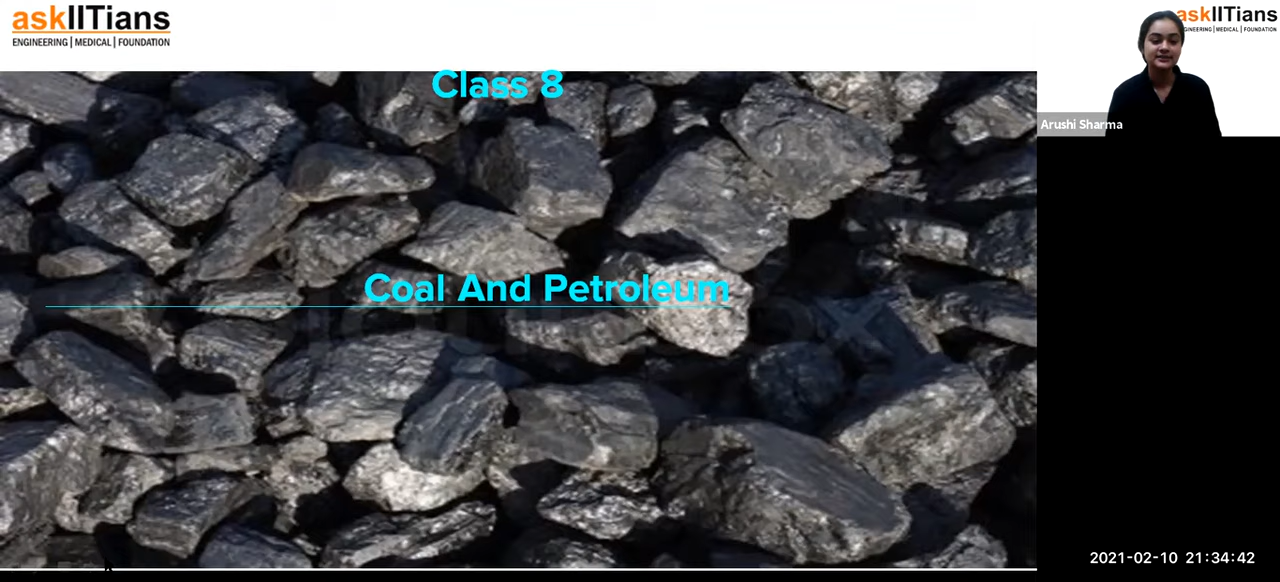 askIITians
ENGINEERING | MEDICAL | FOUNDATION
Class 8
Coal And Petroleum
askIITians
ENGINEERING | MEDICAL | FOUNDATION
Arushi Sharma
2021-02-10 21:34:42